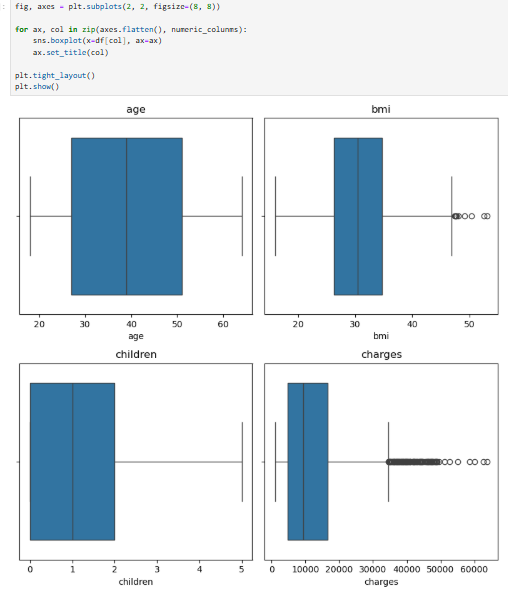 fig, axes = plt.subplots(2, 2, figsize=(8, 8))
for ax, col in zip(axes.flatten(), numeric_colunms):
    sns.boxplot(x=df[col], ax=ax)
    ax.set_title(col)
plt.tight_layout()
plt.show()
age
bmi
20 30 40 50 60
20 30 40 50
age
bmi
children
charges
0 1 2 3 4 5
0 10000 20000 30000 40000 50000 60000
children
charges